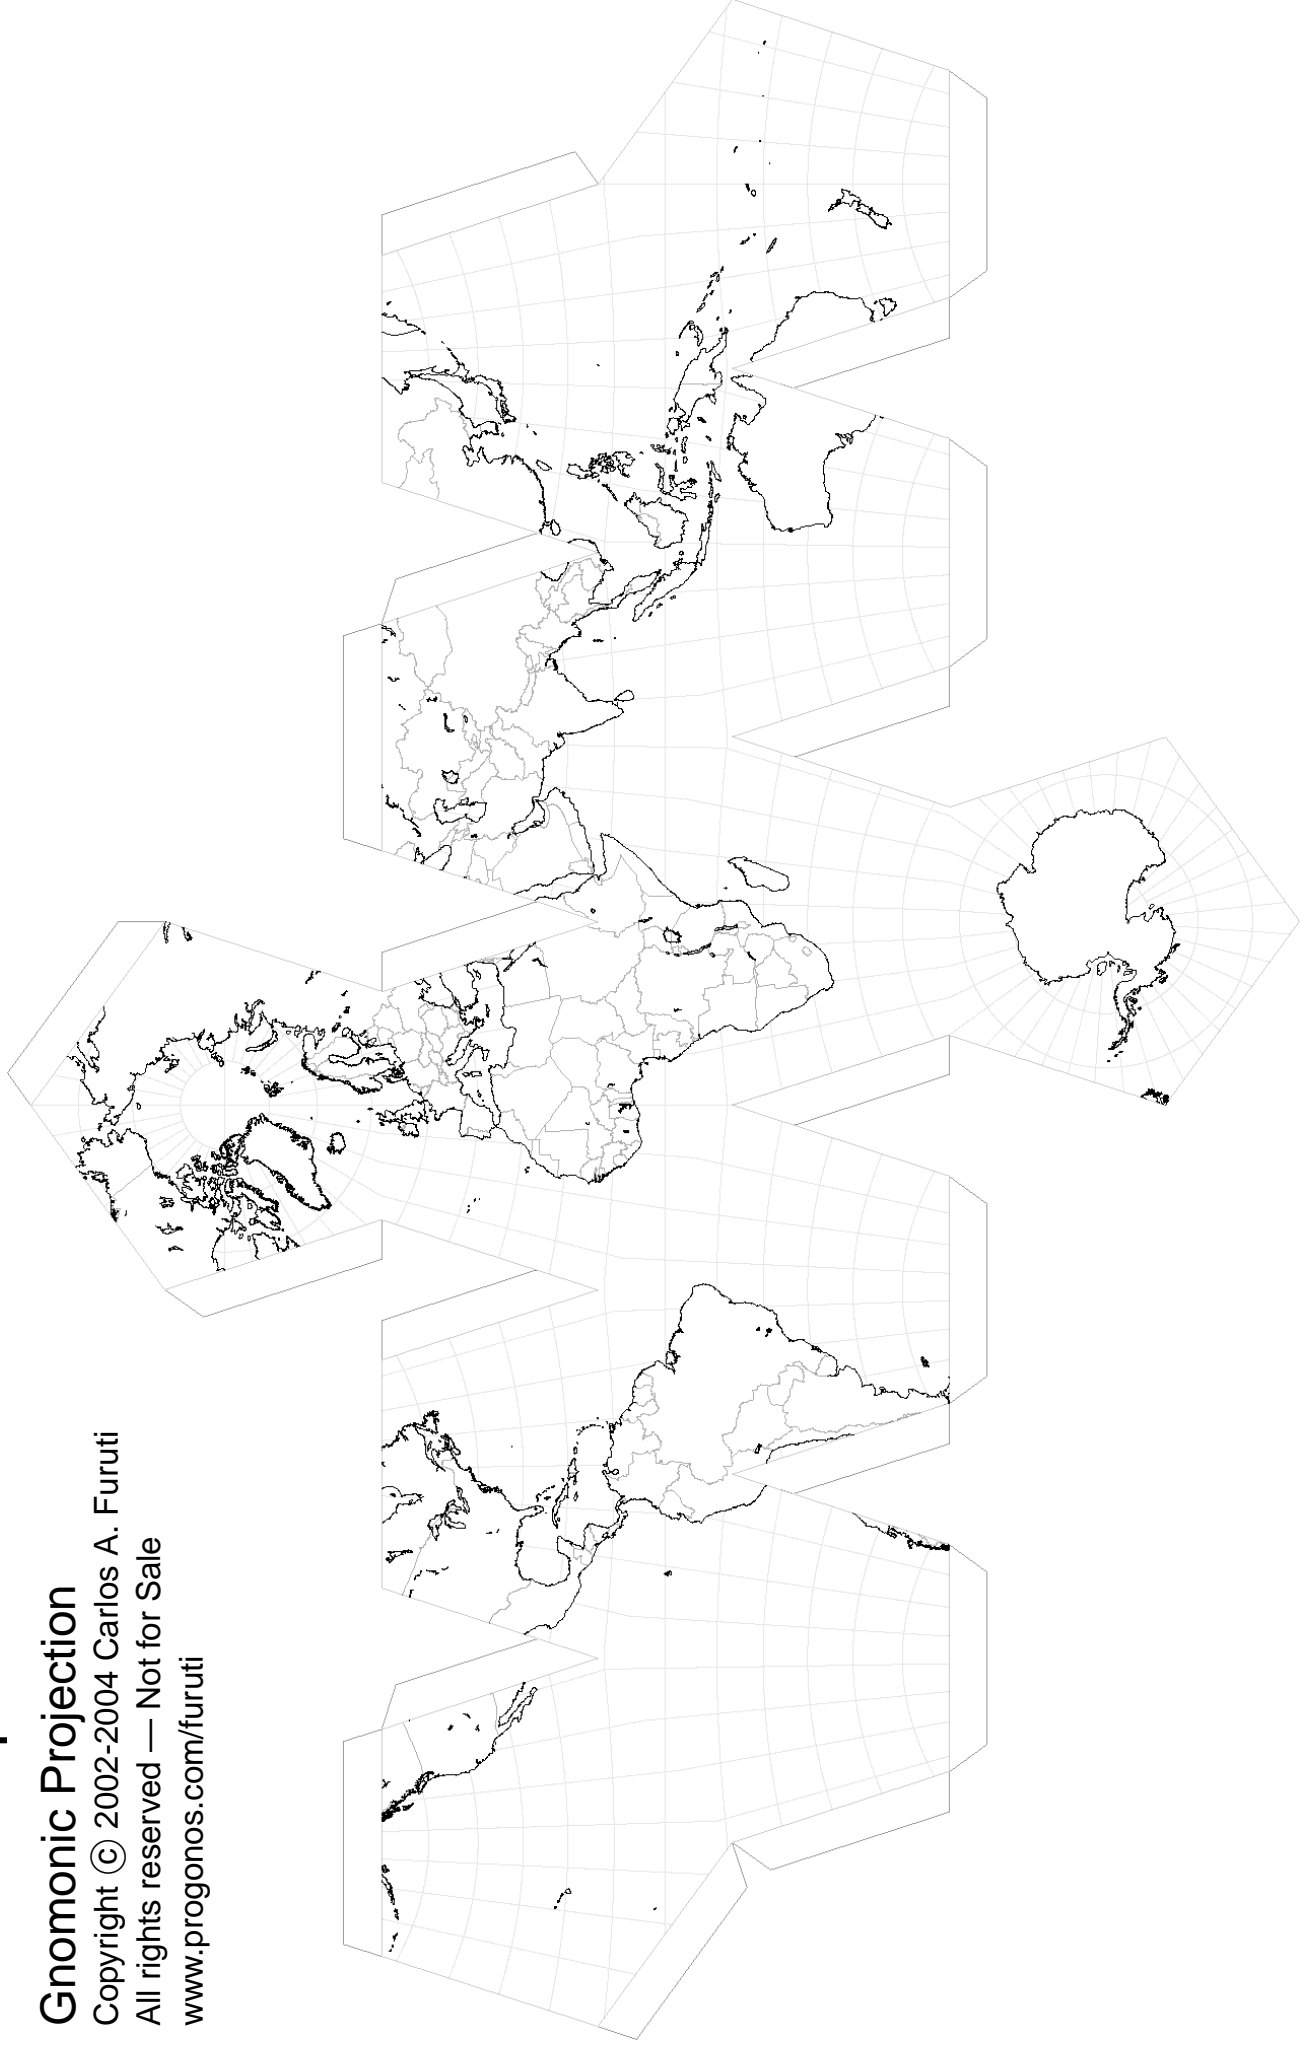 Gnomonic Projection
Copyright © 2002-2004 Carlos A. Furuti
All rights reserved — Not for Sale
www.progonos.com/furuti